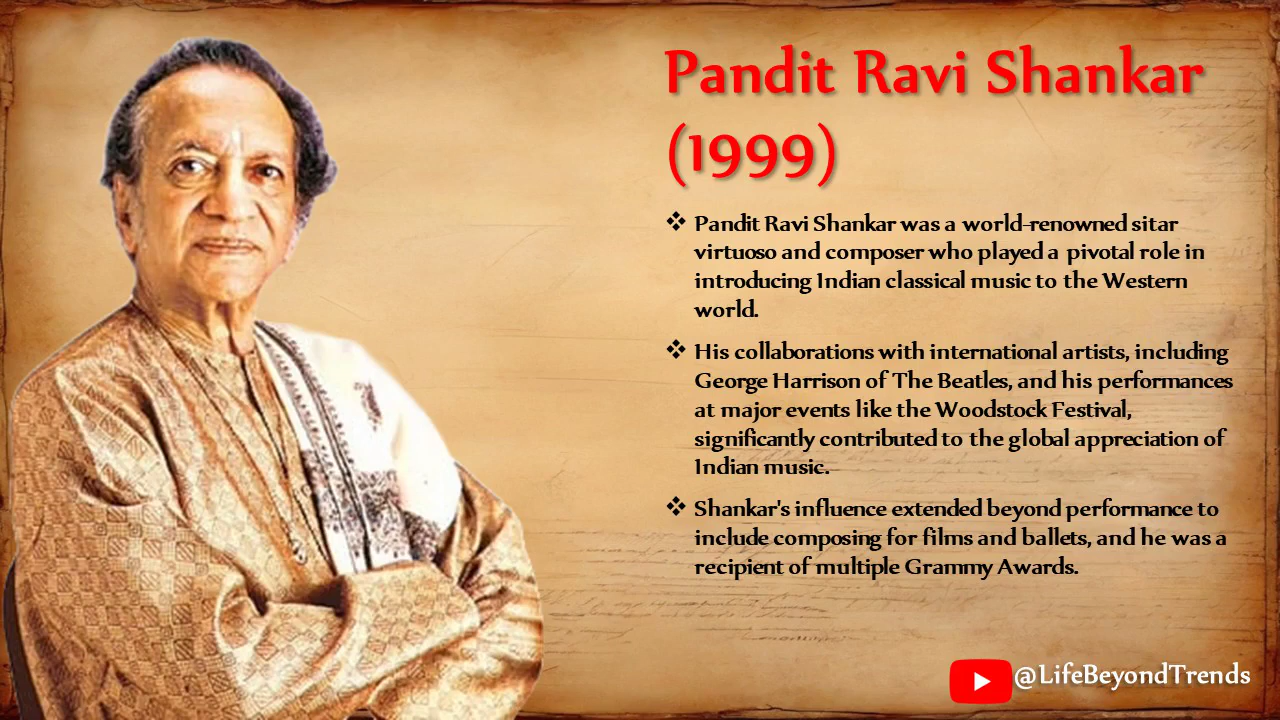 Pandit Ravi Shankar
(1999)
❖ Pandit Ravi Shankar was a world-renowned sitar
virtuoso and composer who played a pivotal role in
introducing Indian classical music to the Western
world.
❖ His collaborations with international artists, including
George Harrison of The Beatles, and his performances
at major events like the Woodstock Festival,
significantly contributed to the global appreciation of
Indian music.
❖ Shankar's influence extended beyond performance to
include composing for films and ballets, and he was a
recipient of multiple Grammy Awards.
@LifeBeyondTrends